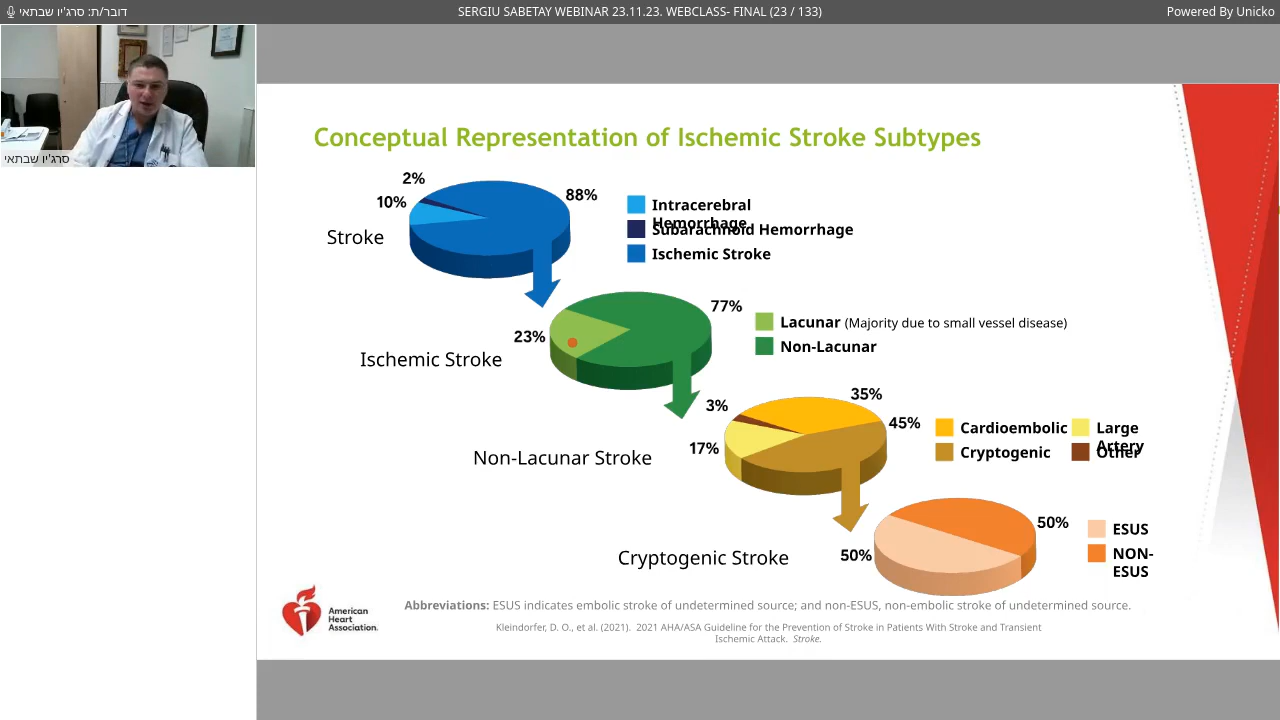 דובר/ת: סרג'יו שבתאי
SERGIU SABETAY WEBINAR 23.11.23. WEBCLASS- FINAL (23 / 133)
Powered By Unicko
סרג'יו שבתאי
Conceptual Representation of Ischemic Stroke Subtypes
2%
10%
88%
Stroke
Intracerebral
Hemorrhage
Subarachnoid Hemorrhage
Ischemic Stroke
77%
23%
Ischemic Stroke
Lacunar (Majority due to small vessel disease)
Non-Lacunar
35%
3%
45%
17%
Non-Lacunar Stroke
Cardioembolic
Large
Artery
Cryptogenic
Other
50%
50%
Cryptogenic Stroke
ESUS
NON-
ESUS
American
Heart
Association.
Abbreviations: ESUS indicates embolic stroke of undetermined source; and non-ESUS, non-embolic stroke of undetermined source.
Kleindorfer, D. O., et al. (2021). 2021 AHA/ASA Guideline for the Prevention of Stroke in Patients With Stroke and Transient
Ischemic Attack. Stroke.